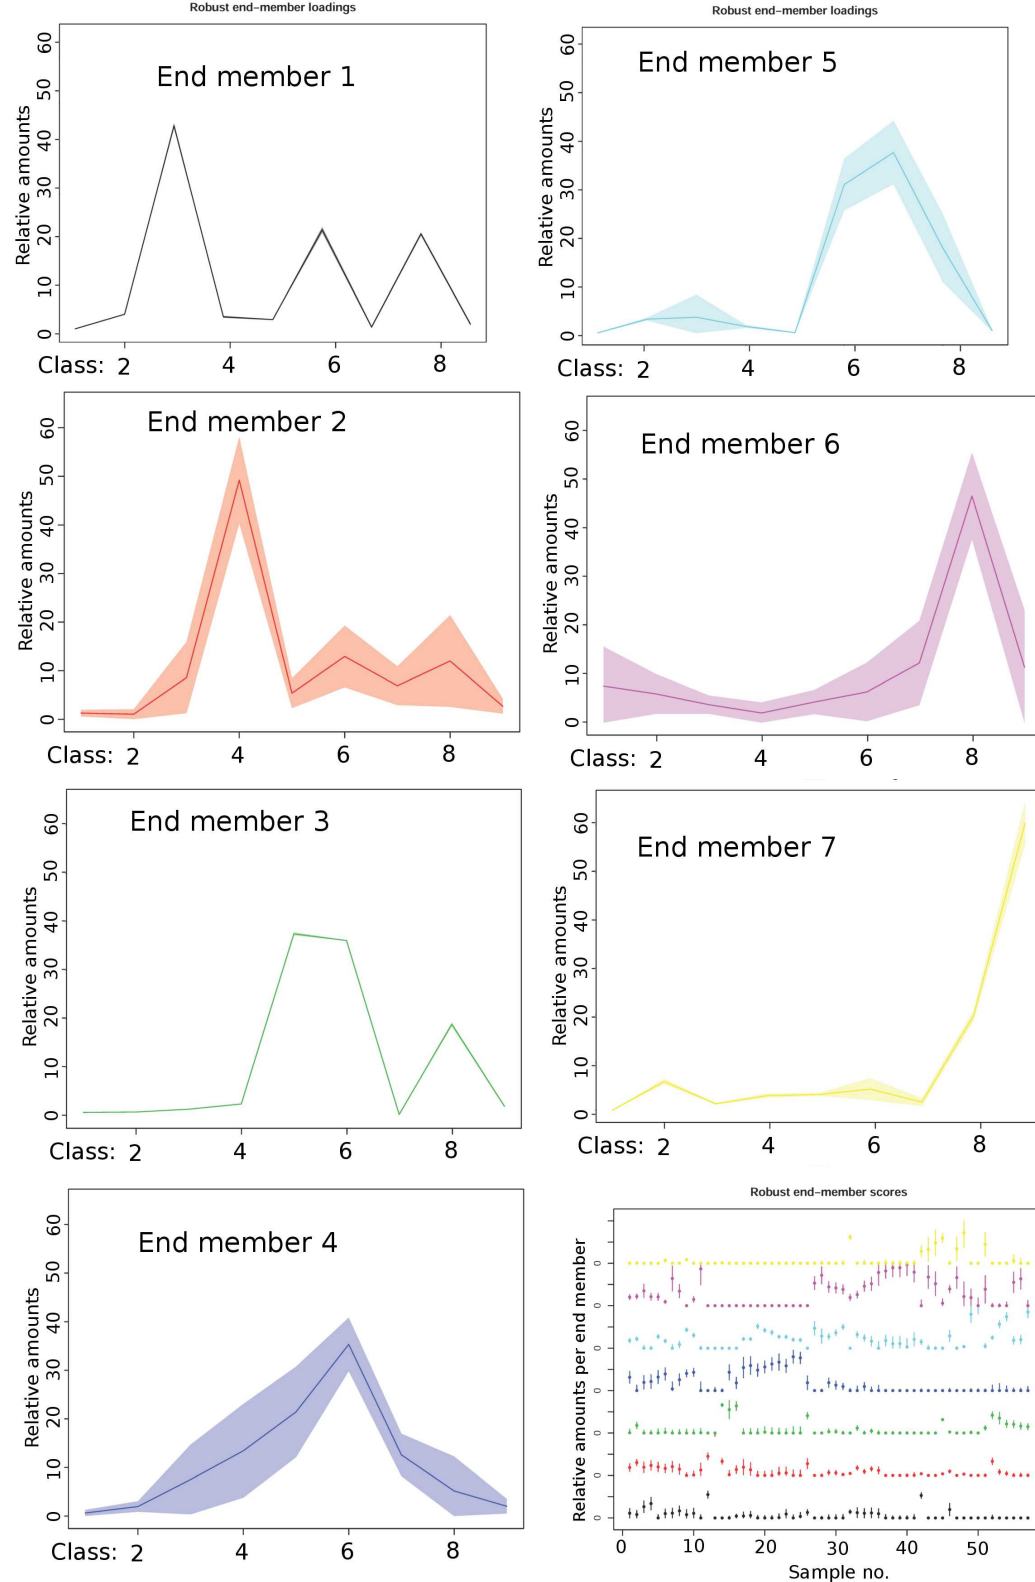 Robust end–member loadings
End member 1
Relative amounts
60
50
40
30
20
10
0
Class: 2 4 6 8
Robust end–member loadings
End member 5
Relative amounts
60
50
40
30
20
10
0
Class: 2 4 6 8
End member 2
Relative amounts
60
50
40
30
20
10
0
Class: 2 4 6 8
End member 6
Relative amounts
60
50
40
30
20
10
0
Class: 2 4 6 8
End member 3
Relative amounts
60
50
40
30
20
10
0
Class: 2 4 6 8
End member 7
Relative amounts
60
50
40
30
20
10
0
Class: 2 4 6 8
End member 4
Relative amounts
60
50
40
30
20
10
0
Class: 2 4 6 8
Robust end–member scores
Relative amounts per end member
0
0
0
0
0
0
0
0 10 20 30 40 50
Sample no.